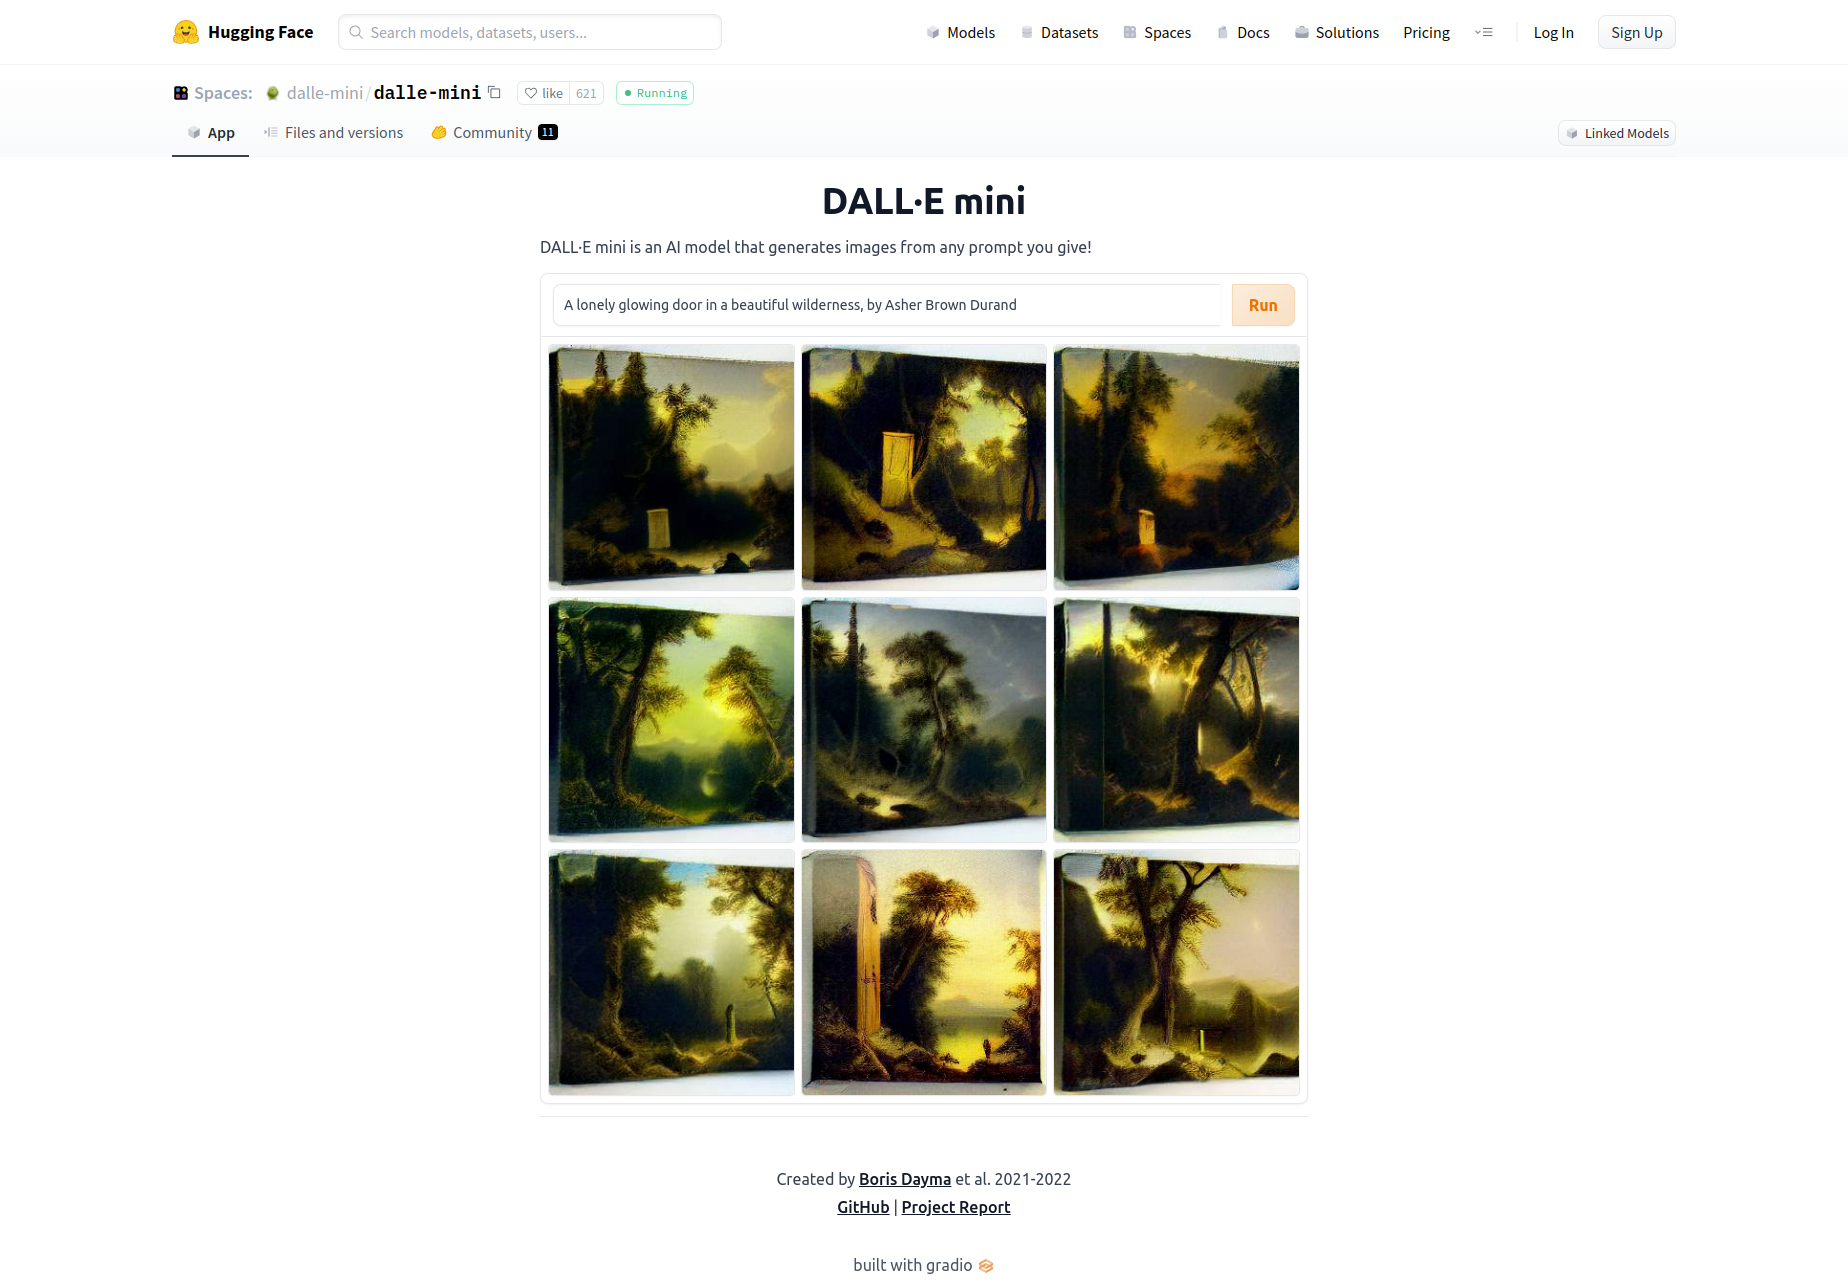 Hugging Face
Search models, datasets, users...
Models
Datasets
Spaces
Docs
Solutions
Pricing
Log In
Sign Up
Spaces: dalle-mini/dalle-mini
like 621
Running
App
Files and versions
Community 11
Linked Models
DALL·E mini
DALL·E mini is an AI model that generates images from any prompt you give!
A lonely glowing door in a beautiful wilderness, by Asher Brown Durand
Run
Created by Boris Dayma et al. 2021-2022
GitHub | Project Report
built with gradio